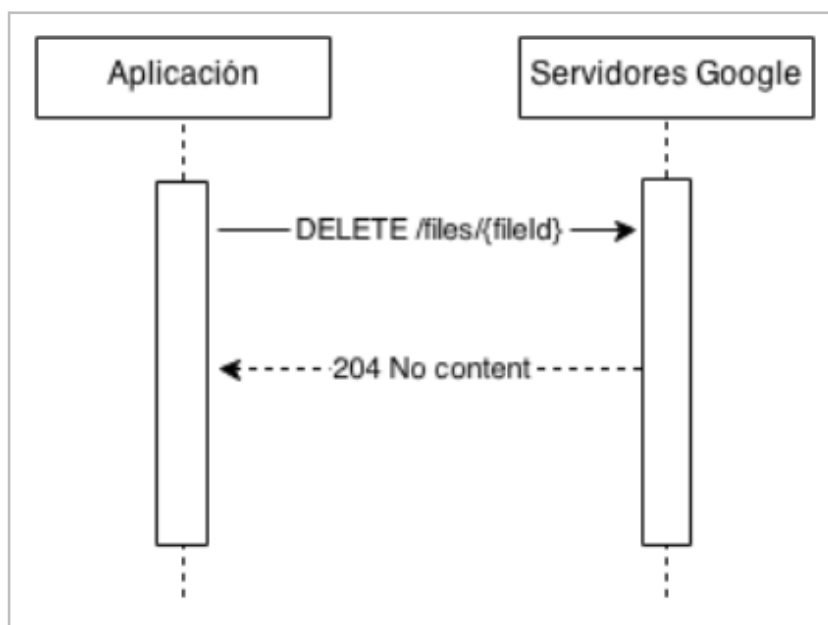 Aplicación
Servidores Google
DELETE /files/{fileId}
204 No content